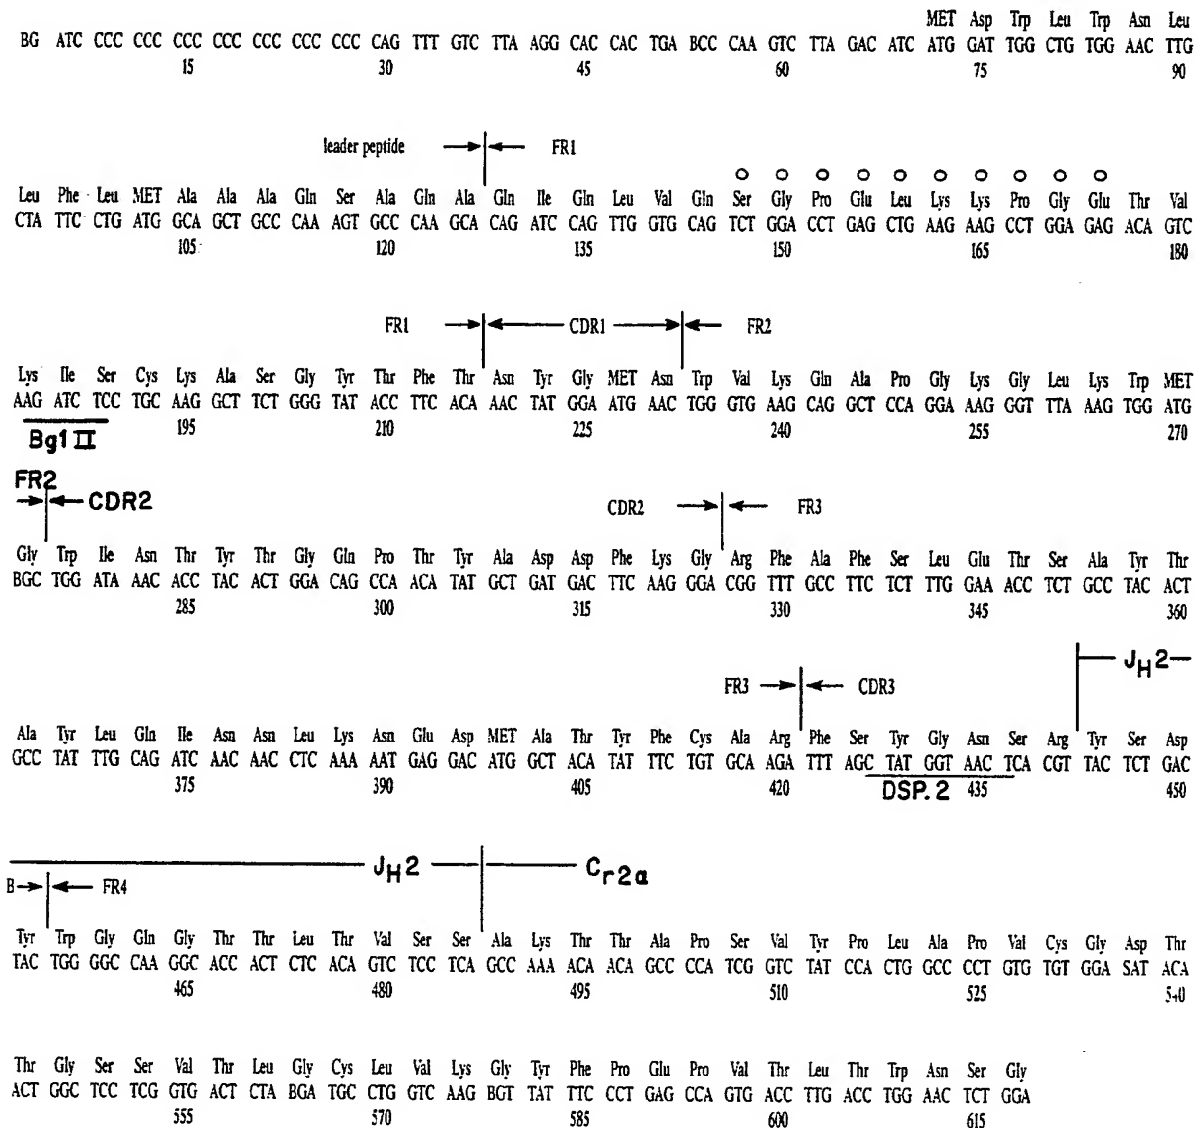 MET Asp Trp Leu Trp Asn Leu
BG ATC CCC CCC CCC CCC CCC CCC CCC CAG TTT GTC TTA AGG CAC CAC TGA BCC CAA GTC TTA GAC ATC ATG GAT TGG CTG TGG AAC TTG
15 30 45 60 75 90
leader peptide FR1
o o o o o o o o o o
Leu Phe Leu MET Ala Ala Ala Gln Ser Ala Gln Ala Gln Ile Gln Leu Val Gln Ser Gly Pro Glu Leu Lys Lys Pro Gly Glu Thr Val
CTA TTC CTG ATG GCA GCT GCC CAA AGT GCC CAA GCA CAG ATC CAG TTG GTG CAG TCT GGA CCT GAG CTG AAG AAG CCT GGA GAG ACA GTC
105 120 135 150 165 180
FR1 CDR1 FR2
Lys Ile Ser Cys Lys Ala Ser Gly Tyr Thr Phe Thr Asn Tyr Gly MET Asn Trp Val Lys Gln Ala Pro Gly Lys Gly Leu Lys Trp MET
AAG ATC TCC TGC AAG GCT TCT GGG TAT ACC TTC ACA AAC TAT GGA ATG AAC TGG GTG AAG CAG GCT CCA GGA AAG GGT TTA AAG TGG ATG
195 210 225 240 255 270
Bg1 II
FR2 CDR2
CDR2 FR3
Gly Trp Ile Asn Thr Tyr Thr Gly Gln Pro Thr Tyr Ala Asp Asp Phe Lys Gly Arg Phe Ala Phe Ser Leu Glu Thr Ser Ala Tyr Thr
BGC TGG ATA AAC ACC TAC ACT GGA CAG CCA ACA TAT GCT GAT GAC TTC AAG GGA CGG TTT GCC TTC TCT TTG GAA ACC TCT GCC TAC ACT
285 300 315 330 345 360
JH2
FR3 CDR3
Ala Tyr Leu Gln Ile Asn Asn Leu Lys Asn Glu Asp MET Ala Thr Tyr Phe Cys Ala Arg Phe Ser Tyr Gly Asn Ser Arg Tyr Ser Asp
GCC TAT TTG CAG ATC AAC AAC CTC AAA AAT GAG GAC ATG GCT ACA TAT TTC TGT GCA AGA TTT AGC TAT GGT AAC TCA CGT TAC TCT GAC
375 390 405 420 435 450
DSP.2
JH2 Cr2a
B FR4
Tyr Trp Gly Gln Gly Thr Thr Leu Thr Val Ser Ser Ala Lys Thr Thr Ala Pro Ser Val Tyr Pro Leu Ala Pro Val Cys Gly Asp Thr
TAC TGG GGC CAA GGC ACC ACT CTC ACA GTC TCC TCA GCC AAA ACA ACA GCC CCA TCG GTC TAT CCA CTG GCC CCT GTG TGT GGA SAT ACA
465 480 495 510 525 540
Thr Gly Ser Ser Val Thr Leu Gly Cys Leu Val Lys Gly Tyr Phe Pro Glu Pro Val Thr Leu Thr Trp Asn Ser Gly
ACT GGC TCC TCG GTG ACT CTA BGA TGC CTG GTC AAG BGT TAT TTC CCT GAG CCA GTG ACC TTG ACC TGG AAC TCT GGA
555 570 585 600 615